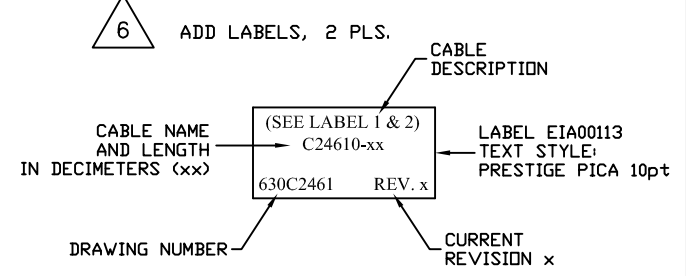 6
ADD LABELS, 2 PLS.
CABLE
DESCRIPTION
(SEE LABEL 1 & 2)
C24610-xx
630C2461 REV. x
CABLE NAME
AND LENGTH
IN DECIMETERS (xx)
LABEL EIA00113
TEXT STYLE:
PRESTIGE PICA 10pt
DRAWING NUMBER
CURRENT
REVISION x